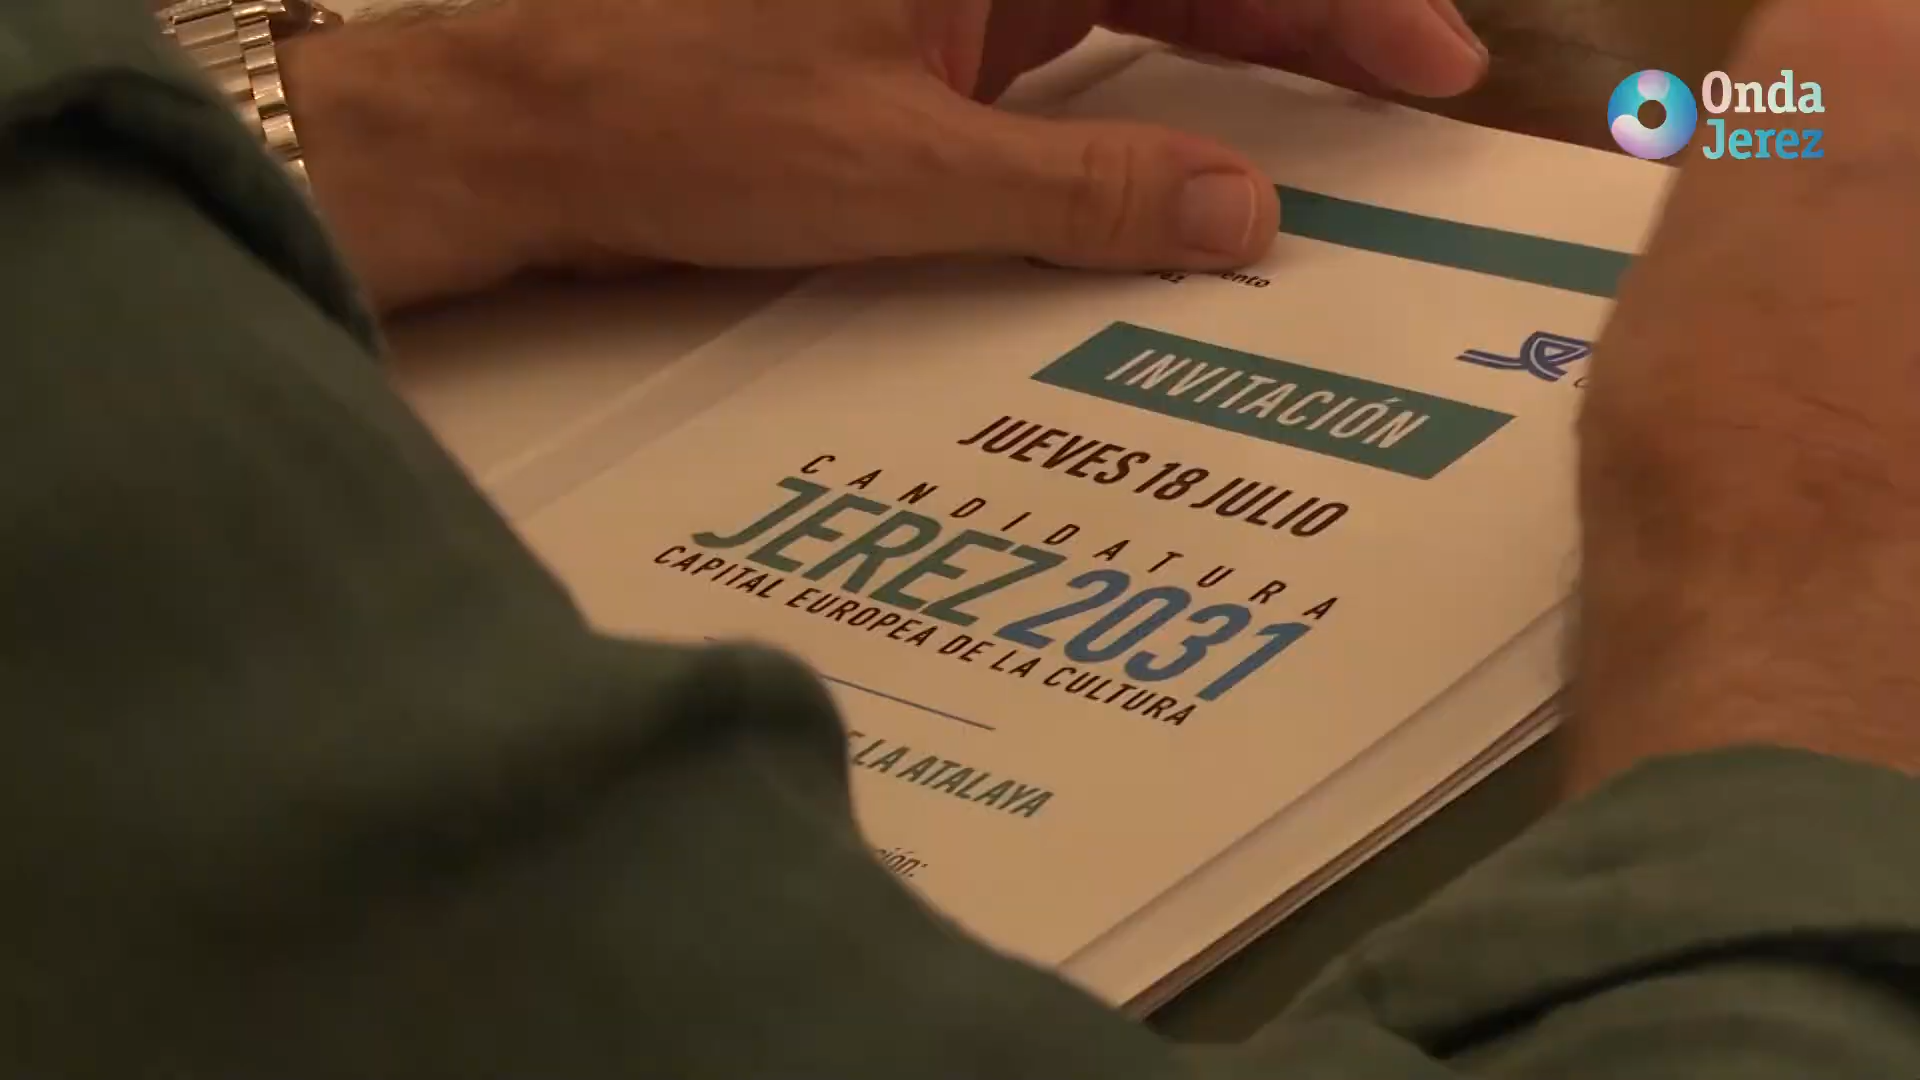 Onda
Jerez
INVITACIÓN
JUEVES 18 JULIO
CANDIDATURA
JEREZ 2031
CAPITAL EUROPEA DE LA CULTURA
LA ATALAYA